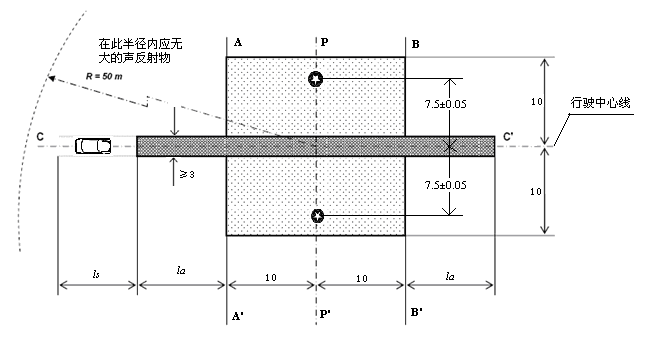 A P B
在此半径内应无
大的声反射物
R = 50 m
7.5±0.05
10
行驶中心线
C C'
≥3
7.5±0.05
10
ls la 10 10 la
A' P' B'